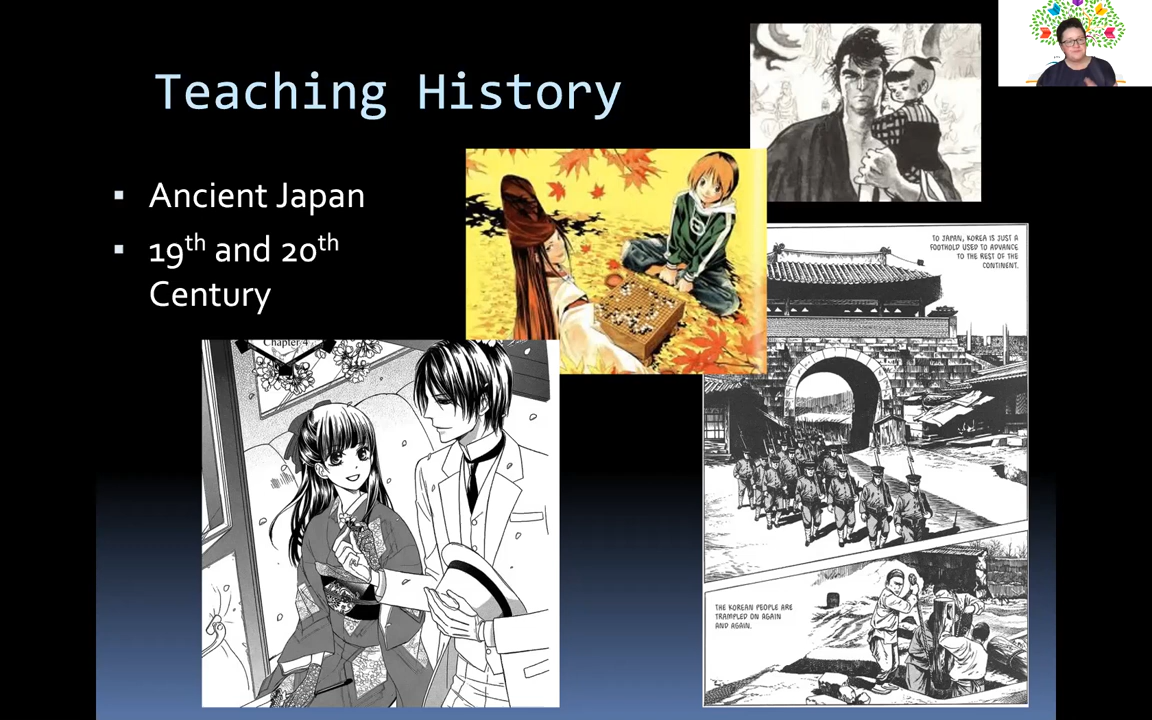 Teaching History
▪ Ancient Japan
▪ 19th and 20th
Century
Chapter 4
TO JAPAN, KOREA IS JUST A
FOOTHOLD USED TO ADVANCE
TO THE REST OF THE
CONTINENT.
THE KOREAN PEOPLE ARE
TRAMPLED ON AGAIN
AND AGAIN.